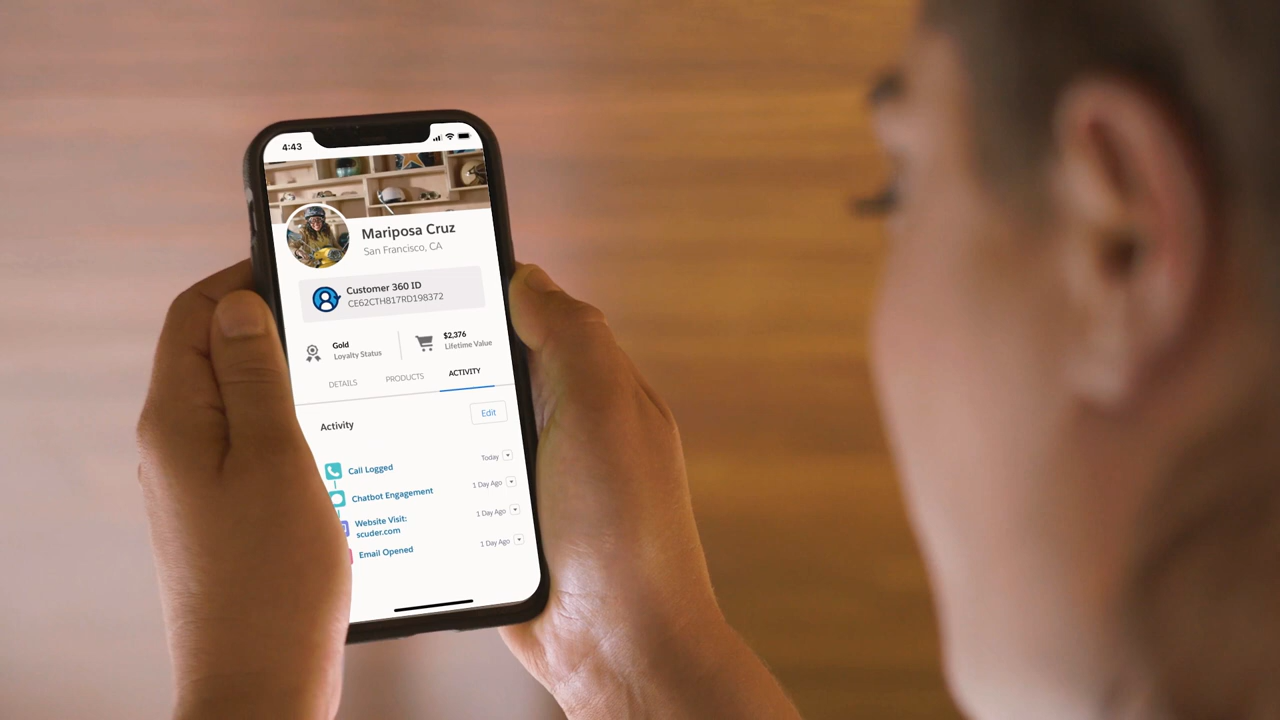 4:43
Mariposa Cruz
San Francisco, CA
Customer 360 ID
CE62CTH817RD198372
Gold
Loyalty Status
$2,376
Lifetime Value
DETAILS
PRODUCTS
ACTIVITY
Activity
Edit
Call Logged
Today
Chatbot Engagement
1 Day Ago
Website Visit:
scuder.com
1 Day Ago
Email Opened
1 Day Ago